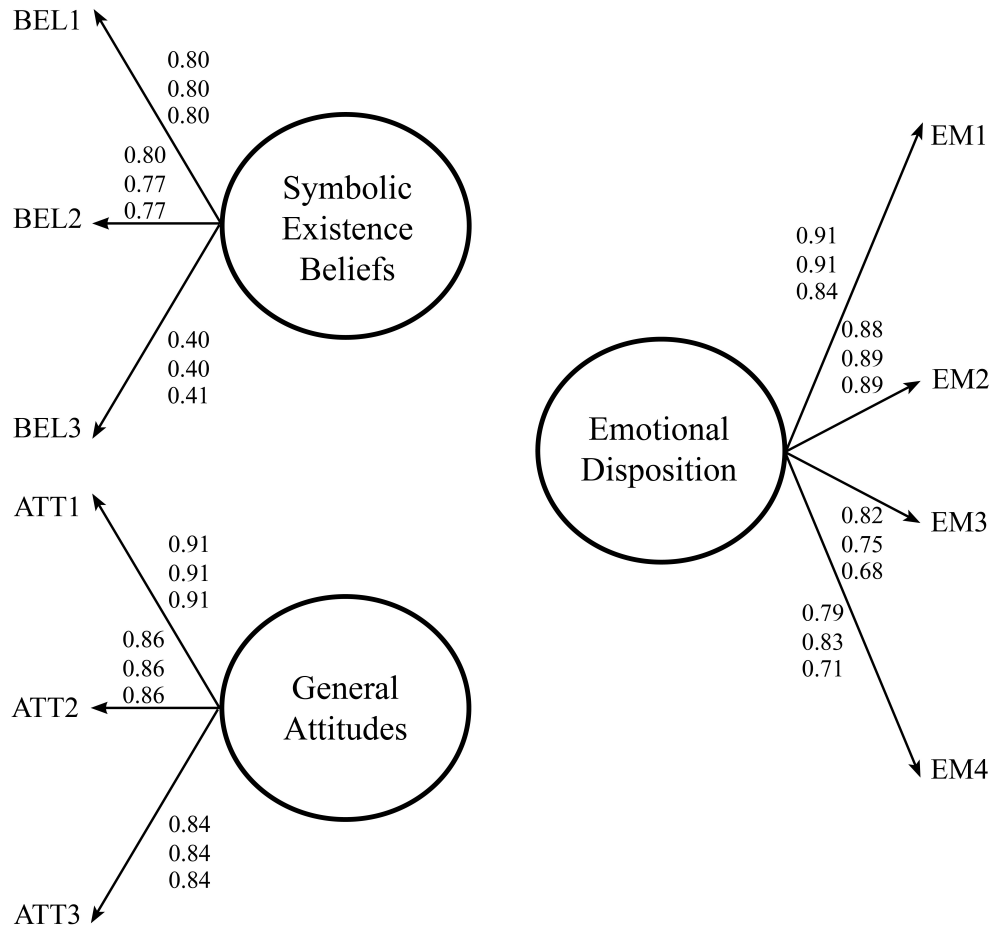 BEL1
0.80
0.80
0.80
0.80
0.77
0.77
BEL2
Symbolic
Existence
Beliefs
0.40
0.40
0.41
BEL3
ATT1
0.91
0.91
0.91
0.86
0.86
0.86
ATT2
General
Attitudes
0.84
0.84
0.84
ATT3
Emotional
Disposition
EM1
0.91
0.91
0.84
0.88
0.89
0.89
EM2
0.82
0.75
0.68
EM3
0.79
0.83
0.71
EM4